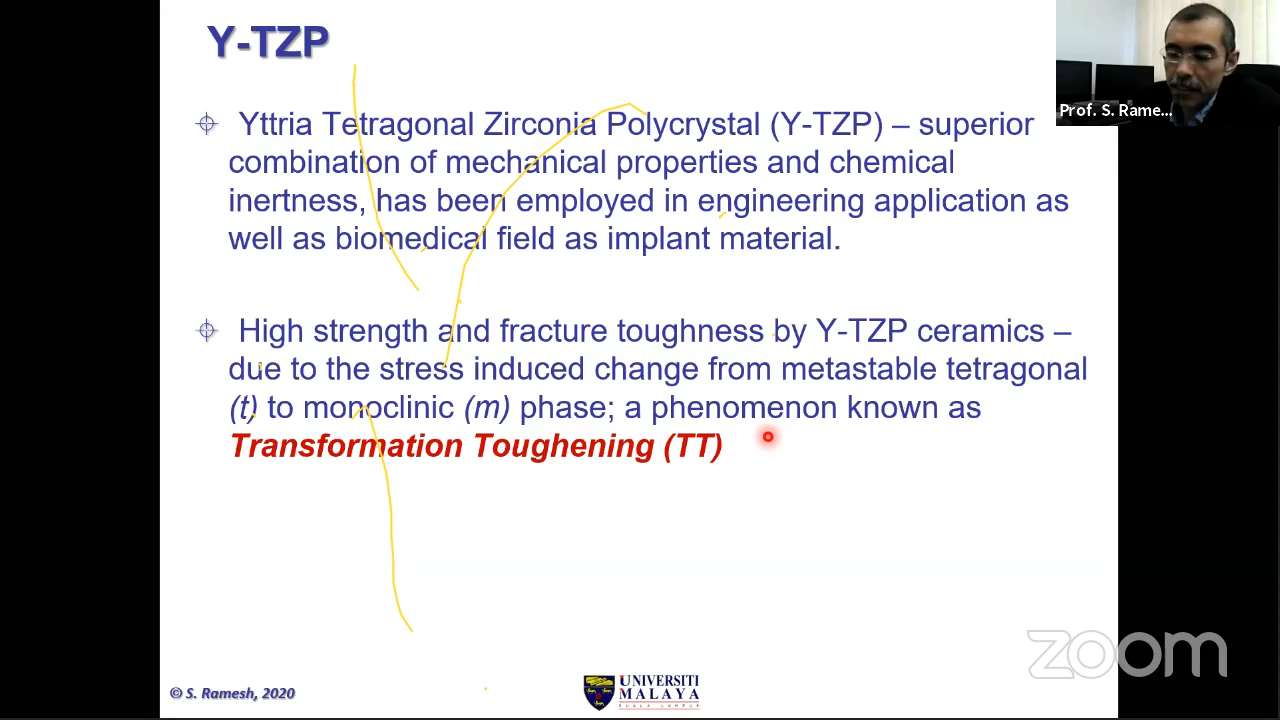 Y-TZP
Prof. S. Rame...
Yttria Tetragonal Zirconia Polycrystal (Y-TZP) – superior
combination of mechanical properties and chemical
inertness, has been employed in engineering application as
well as biomedical field as implant material.
High strength and fracture toughness by Y-TZP ceramics –
due to the stress induced change from metastable tetragonal
(t) to monoclinic (m) phase; a phenomenon known as
Transformation Toughening (TT)
zoom
© S. Ramesh, 2020
UNIVERSITI
MALAYA
KUALA LUMPUR